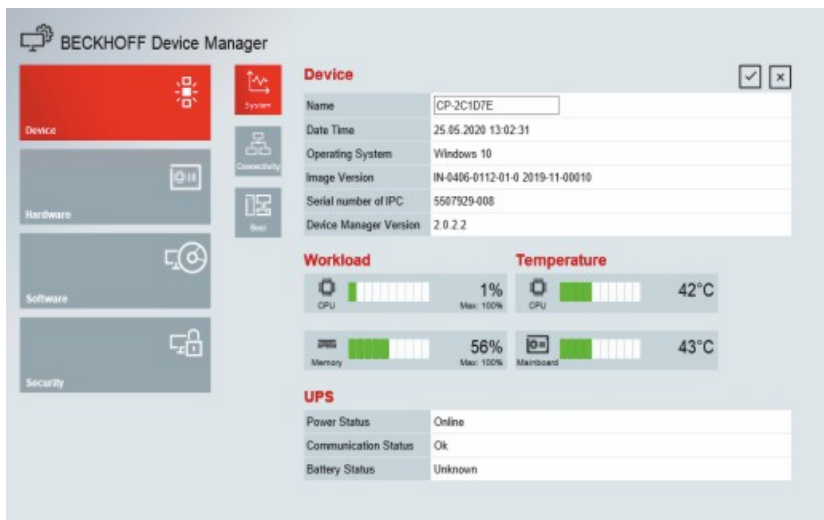 BECKHOFF Device Manager
Device
Hardware
Software
Security
System
Connectivity
Boot
Device
Name CP-2C1D7E
Date Time 25.05.2020 13:02:31
Operating System Windows 10
Image Version IN-0406-0112-01-0 2019-11-00010
Serial number of IPC 5507929-008
Device Manager Version 2.0.2.2
Workload
CPU 1%
Max: 100%
Memory 56%
Max: 100%
Temperature
CPU 42°C
Mainboard 43°C
UPS
Power Status Online
Communication Status Ok
Battery Status Unknown